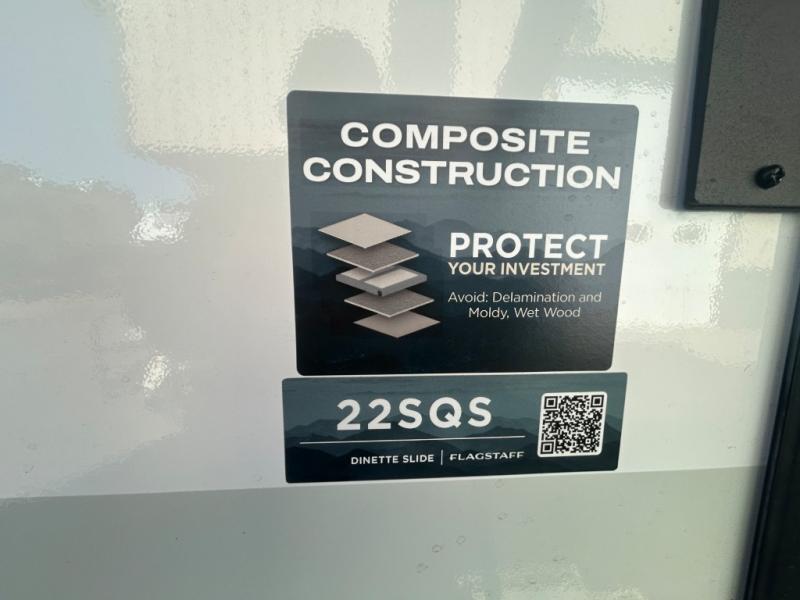 COMPOSITE
CONSTRUCTION
PROTECT
YOUR INVESTMENT
Avoid: Delamination and
Moldy, Wet Wood
22SQS
DINETTE SLIDE | FLAGSTAFF